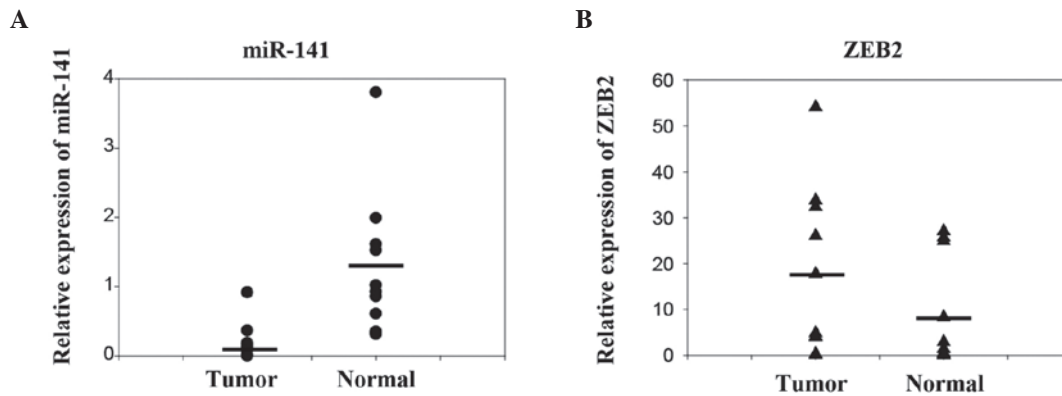 A
miR-141
Relative expression of miR-141
4
3
2
1
0
Tumor
Normal
B
ZEB2
Relative expression of ZEB2
60
50
40
30
20
10
0
Tumor
Normal